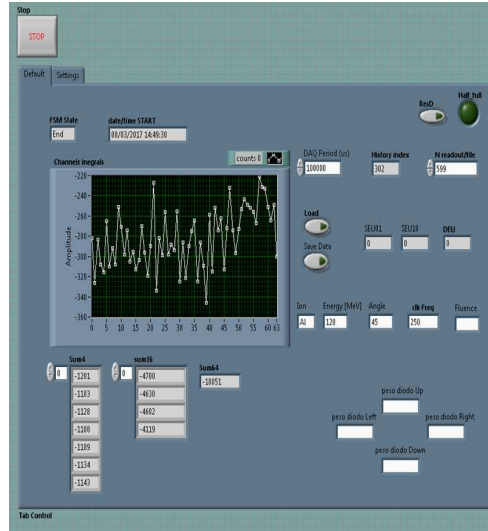 Stop
STOP
Default Settings
ResD
Half_full
FSM State
date/time START
End
08/03/2017 14:49:30
Channels inegrals
counts 0
DAQ Period (us)
History index
N readout/file
100000
302
599
Amplitude
-220
-240
-260
-280
-300
-320
-340
-360
0 5 10 15 20 25 30 35 40 45 50 55 60 63
Load
Save Data
SEU01
SEU10
DEU
0
0
0
Ion
Energy [MeV]
Angle
clk Freq
Fluence
Al
120
45
250
Sum4
sum16
Sum64
0
-1201
-1183
-1128
-1188
-1189
-1134
-1143
0
-4700
-4630
-4602
-4119
-18051
peso diodo Up
peso diodo Left
peso diodo Right
peso diodo Down
Tab Control